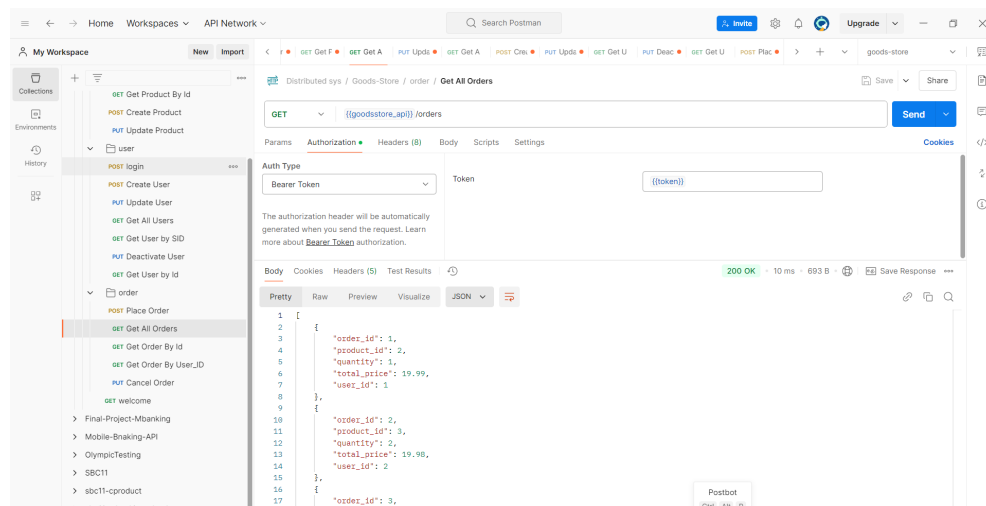 Home Workspaces API Network Search Postman Invite Upgrade
My Workspace New Import GET Get F GET Get A PUT Upda GET Get A POST Crea PUT Upda GET Get U PUT Deac GET Get U POST Plac goods-store
Collections
Environments
History
GET Get Product By Id
POST Create Product
PUT Update Product
user
POST login
POST Create User
PUT Update User
GET Get All Users
GET Get User by SID
PUT Deactivate User
GET Get User by Id
order
POST Place Order
GET Get All Orders
GET Get Order By Id
GET Get Order By User_ID
PUT Cancel Order
GET welcome
Final-Project-Mbanking
Mobile-Bnaking-API
OlympicTesting
SBC11
sbc11-cproduct
HTTP Distributed sys / Goods-Store / order / Get All Orders Save Share
GET {{goodsstore_api}} /orders Send
Params Authorization Headers (8) Body Scripts Settings Cookies
Auth Type
Bearer Token
Token {{token}}
The authorization header will be automatically
generated when you send the request. Learn
more about Bearer Token authorization.
Body Cookies Headers (5) Test Results 200 OK 10 ms 693 B Save Response
Pretty Raw Preview Visualize JSON
1 [
2 {
3 "order_id": 1,
4 "product_id": 2,
5 "quantity": 1,
6 "total_price": 19.99,
7 "user_id": 1
8 },
9 {
10 "order_id": 2,
11 "product_id": 3,
12 "quantity": 2,
13 "total_price": 19.98,
14 "user_id": 2
15 },
16 {
17 "order_id": 3,
Postbot
Ctrl Alt P